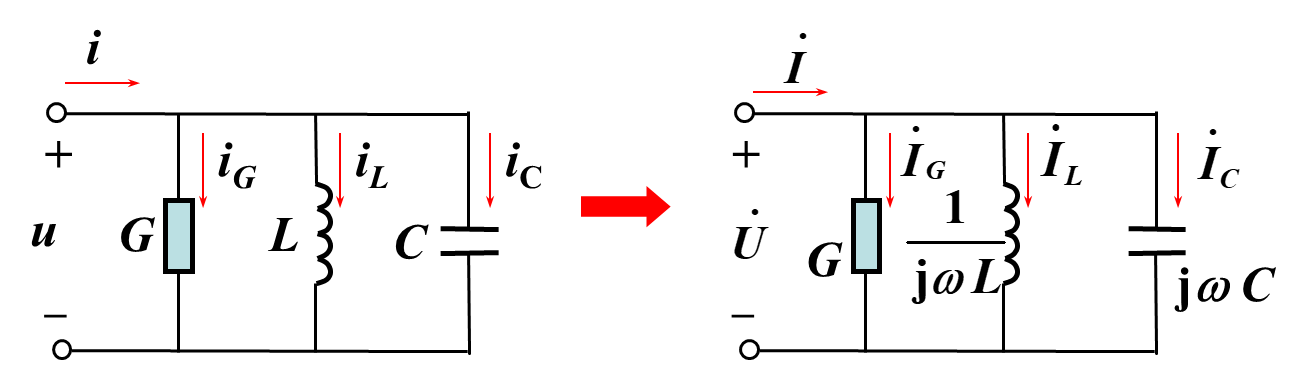 i
+
u
−
G
i_G
L
i_L
C
i_C
İ
+
U̇
−
G
İ_G
1
jωL
İ_L
İ_C
jωC